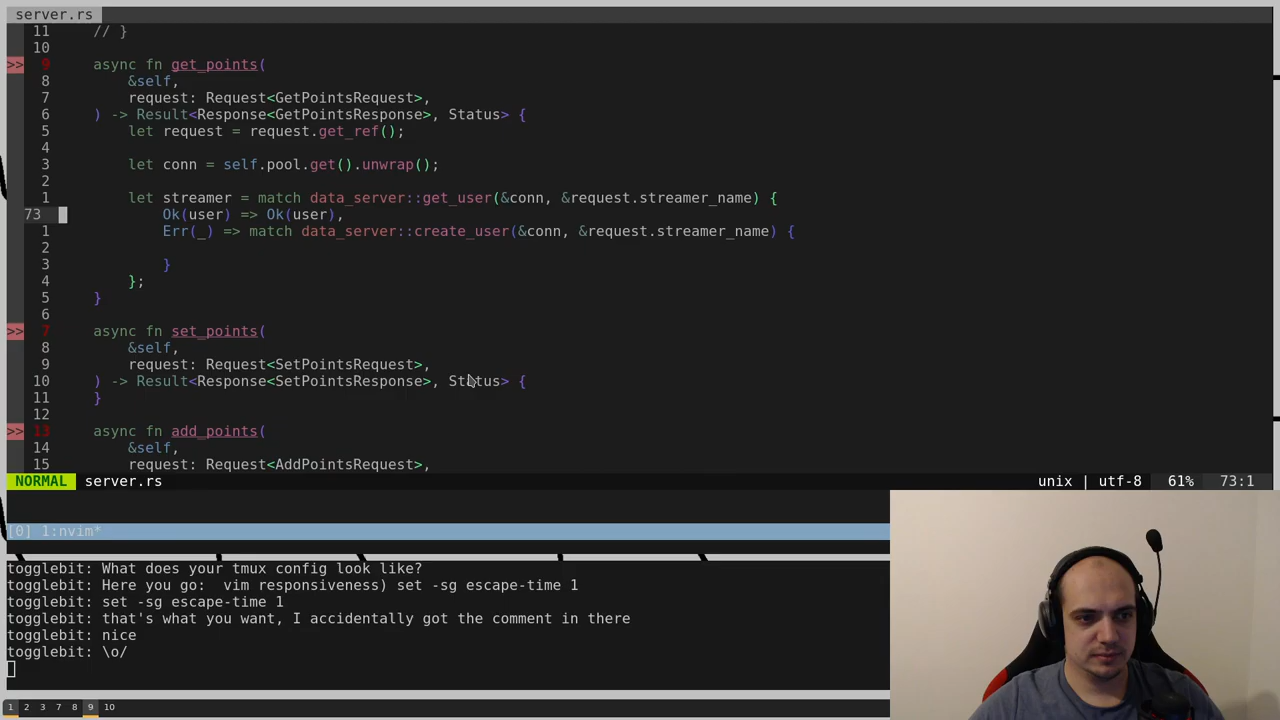 server.rs
11 // }
10
>> 9 async fn get_points(
8 &self,
7 request: Request<GetPointsRequest>,
6 ) -> Result<Response<GetPointsResponse>, Status> {
5 let request = request.get_ref();
4
3 let conn = self.pool.get().unwrap();
2
1 let streamer = match data_server::get_user(&conn, &request.streamer_name) {
73 Ok(user) => Ok(user),
1 Err(_) => match data_server::create_user(&conn, &request.streamer_name) {
2
3 }
4 };
5 }
6
>> 7 async fn set_points(
8 &self,
9 request: Request<SetPointsRequest>,
10 ) -> Result<Response<SetPointsResponse>, Status> {
11 }
12
>> 13 async fn add_points(
14 &self,
15 request: Request<AddPointsRequest>,
NORMAL server.rs unix | utf-8 61% 73:1
[0] 1:nvim*
togglebit: What does your tmux config look like?
togglebit: Here you go: vim responsiveness) set -sg escape-time 1
togglebit: set -sg escape-time 1
togglebit: that's what you want, I accidentally got the comment in there
togglebit: nice
togglebit: \o/
1 2 3 7 8 9 10